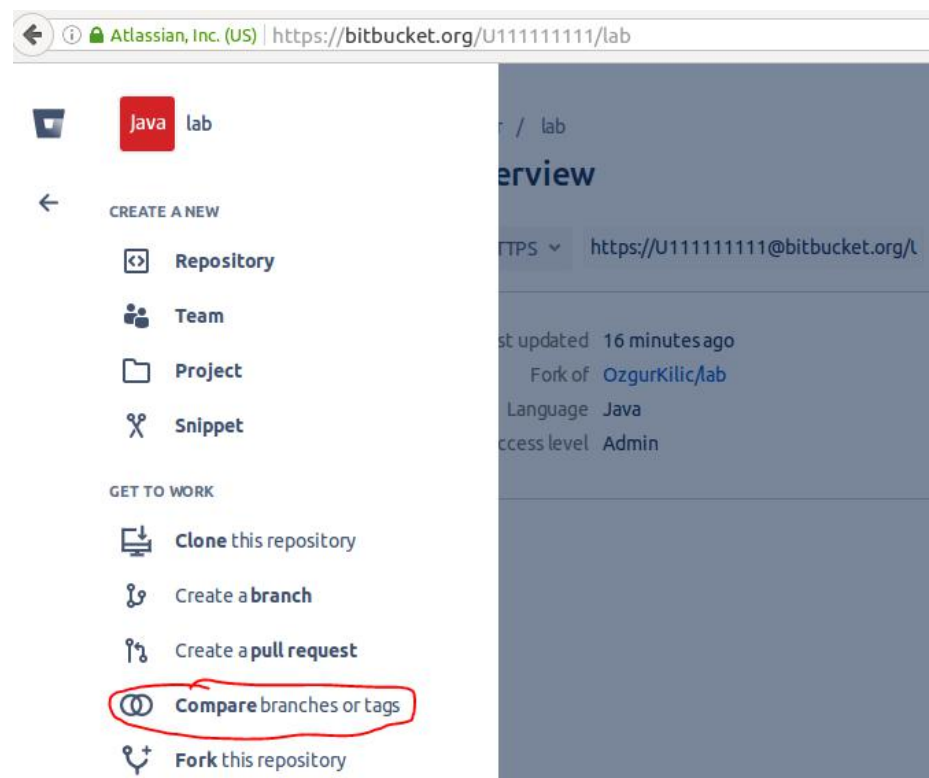 Atlassian, Inc. (US) https://bitbucket.org/U111111111/lab
Java lab
/ lab
erview
CREATE A NEW
TTPS https://U111111111@bitbucket.org/
Repository
Team
Project
Snippet
st updated 16 minutes ago
Fork of OzgurKilic/lab
Language Java
ccess level Admin
GET TO WORK
Clone this repository
Create a branch
Create a pull request
Compare branches or tags
Fork this repository